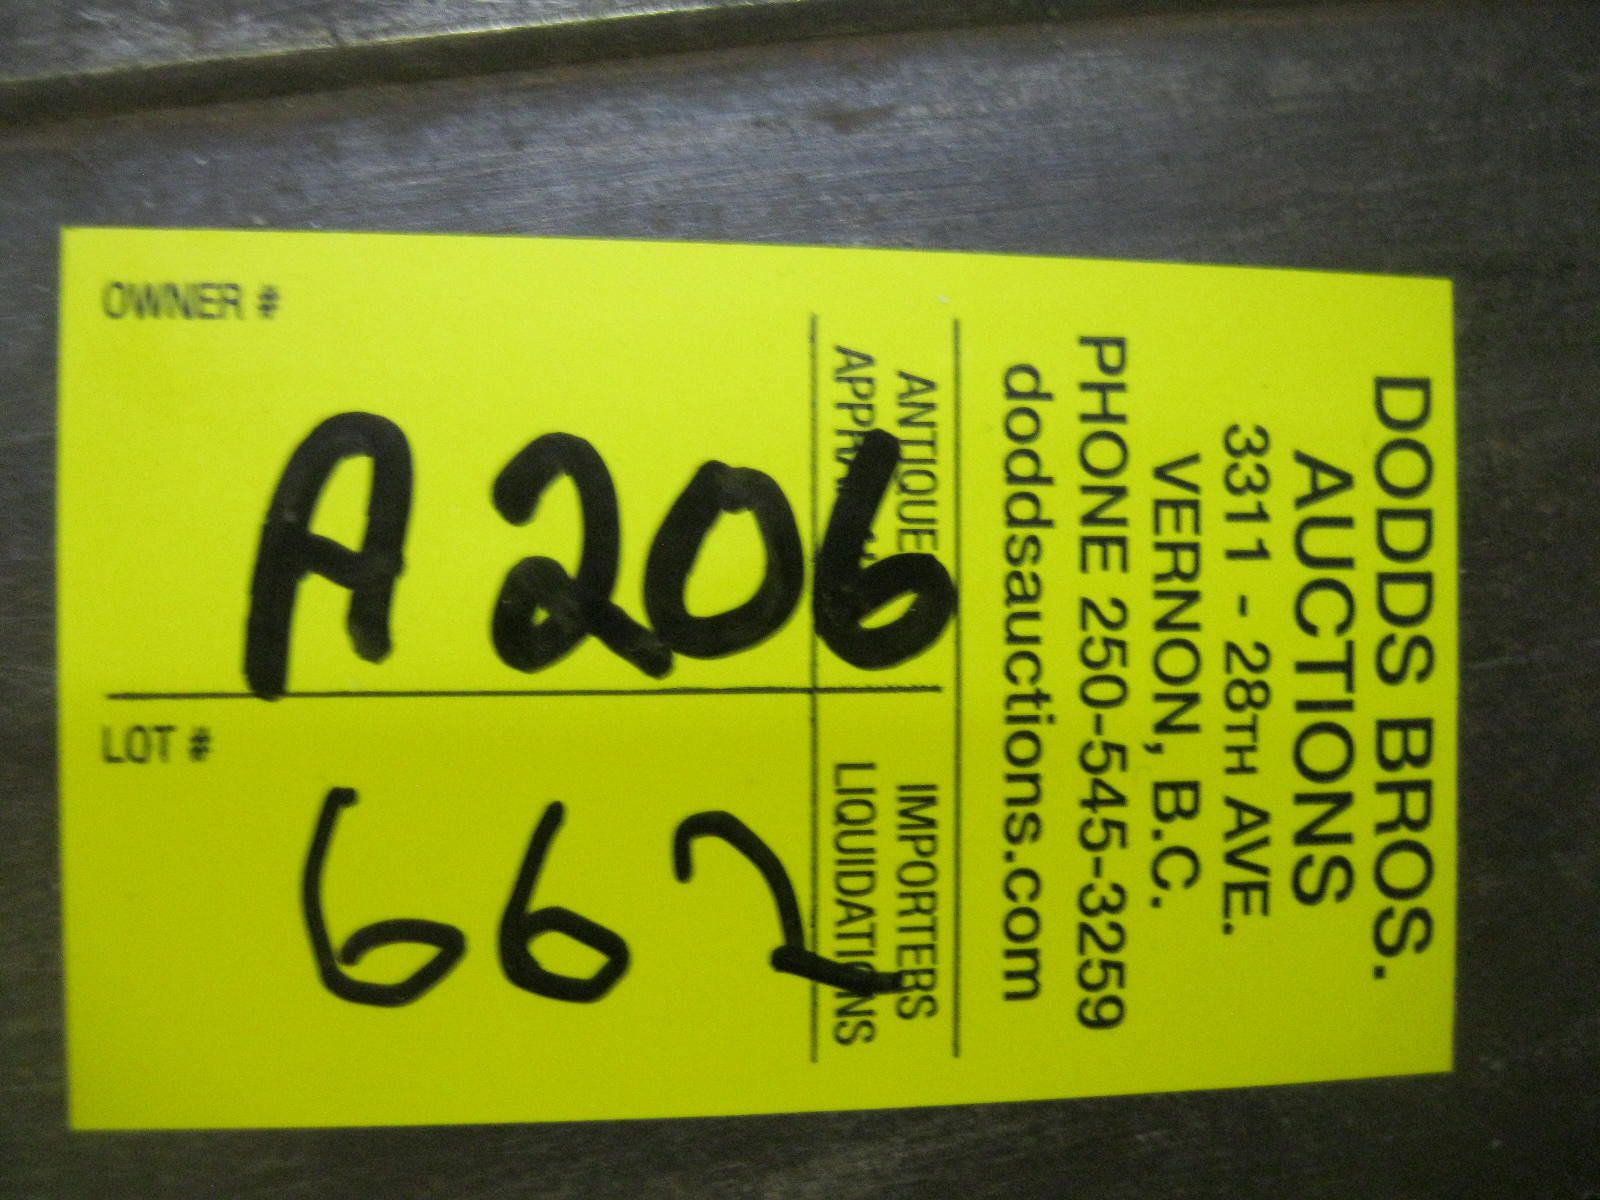 DODDS BROS.
AUCTIONS
3311 - 28TH AVE.
VERNON, B.C.
PHONE 250-545-3259
doddsauctions.com
ANTIQUE
IMPORTERS
LIQUIDATIONS
OWNER #
A206
LOT #
662